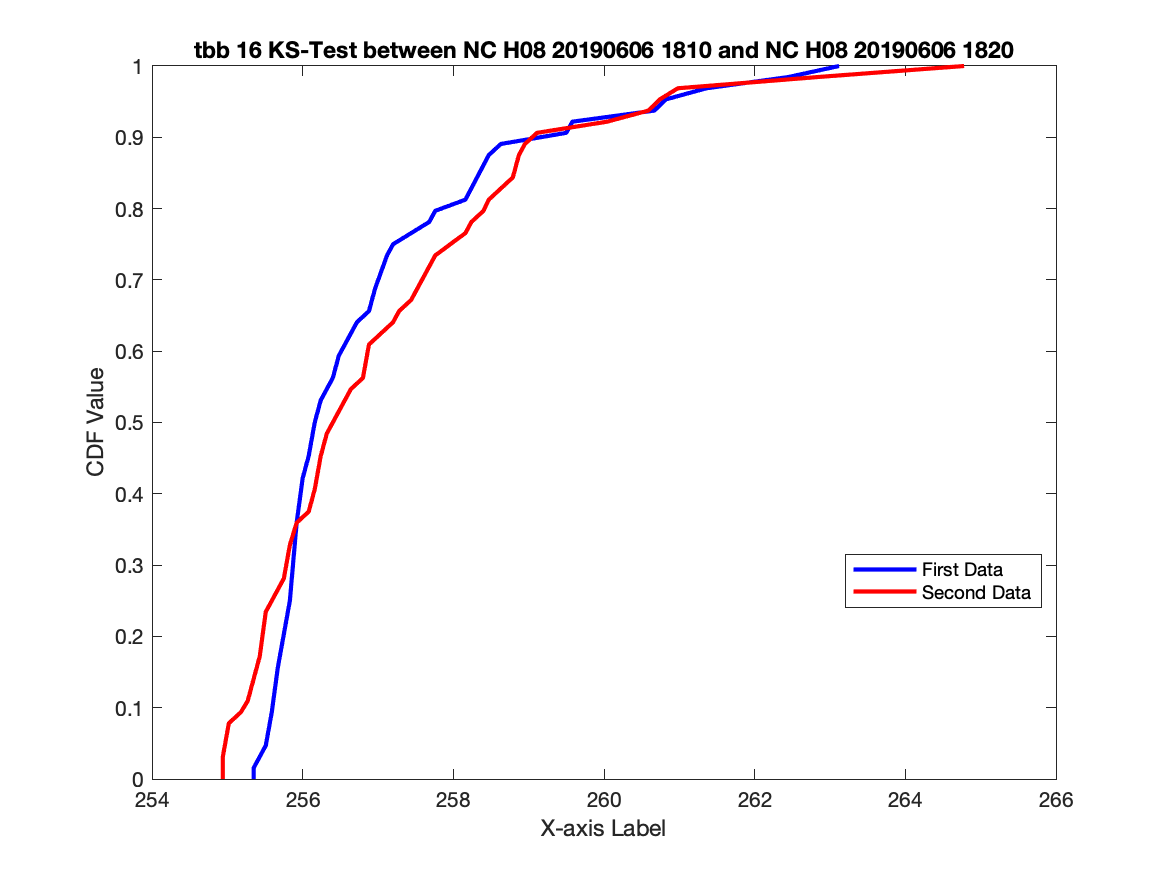 tbb 16 KS-Test between NC H08 20190606 1810 and NC H08 20190606 1820
1
0.9
0.8
0.7
0.6
0.5
0.4
0.3
0.2
0.1
0
CDF Value
First Data
Second Data
254 256 258 260 262 264 266
X-axis Label